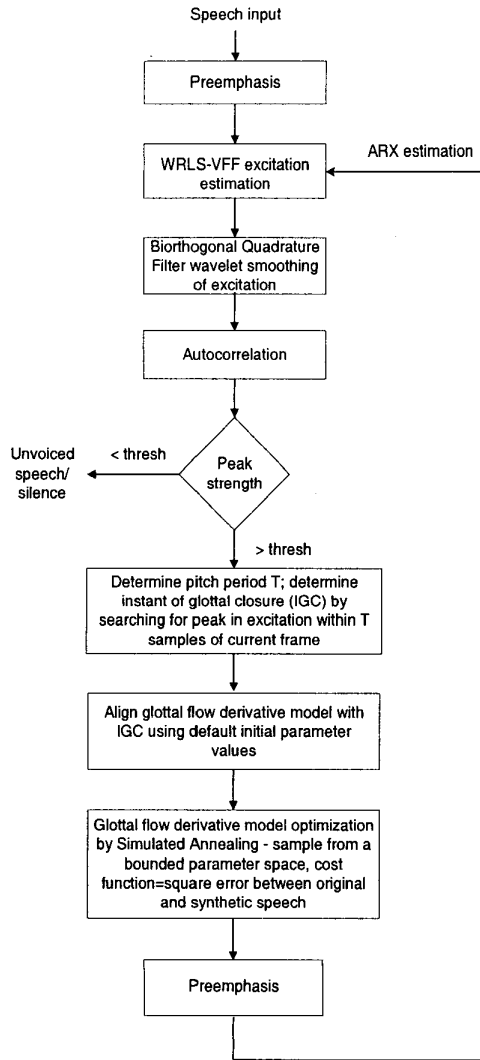 Speech input
Preemphasis
ARX estimation
WRLS-VFF excitation
estimation
Biorthogonal Quadrature
Filter wavelet smoothing
of excitation
Autocorrelation
Unvoiced
speech/
silence
< thresh
Peak
strength
> thresh
Determine pitch period T; determine
instant of glottal closure (IGC) by
searching for peak in excitation within T
samples of current frame
Align glottal flow derivative model with
IGC using default initial parameter
values
Glottal flow derivative model optimization
by Simulated Annealing - sample from a
bounded parameter space, cost
function=square error between original
and synthetic speech
Preemphasis